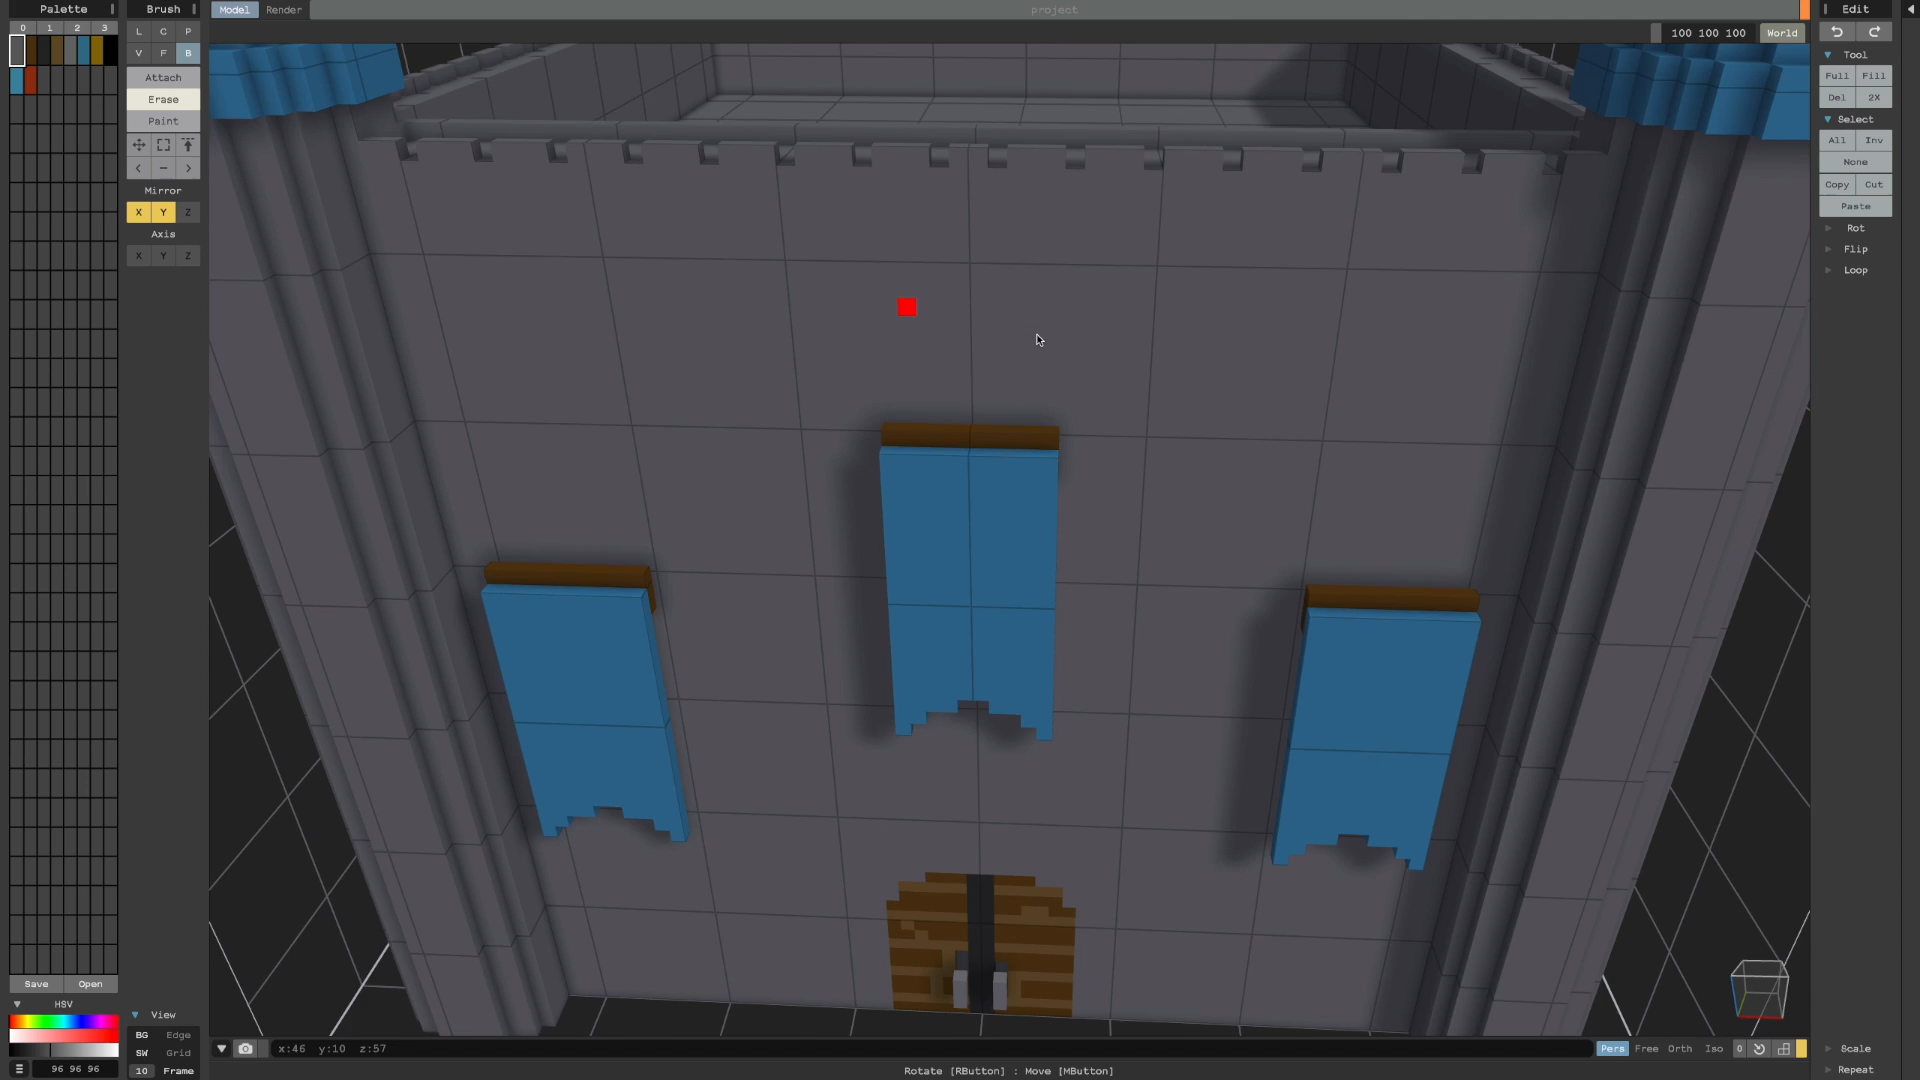 Palette
Brush
Model
Render
project
Edit
0 1 2 3
L C P
V F B
100 100 100
World
Attach
Erase
Paint
Mirror
X Y Z
Axis
X Y Z
Tool
Full Fill
Del 2X
Select
All Inv
None
Copy Cut
Paste
Rot
Flip
Loop
Save Open
HSV
96 96 96
View
BG Edge
SW Grid
10 Frame
x:46 y:10 z:57
Pers Free Orth Iso 0
Scale
Repeat
Rotate [RButton] : Move [MButton]